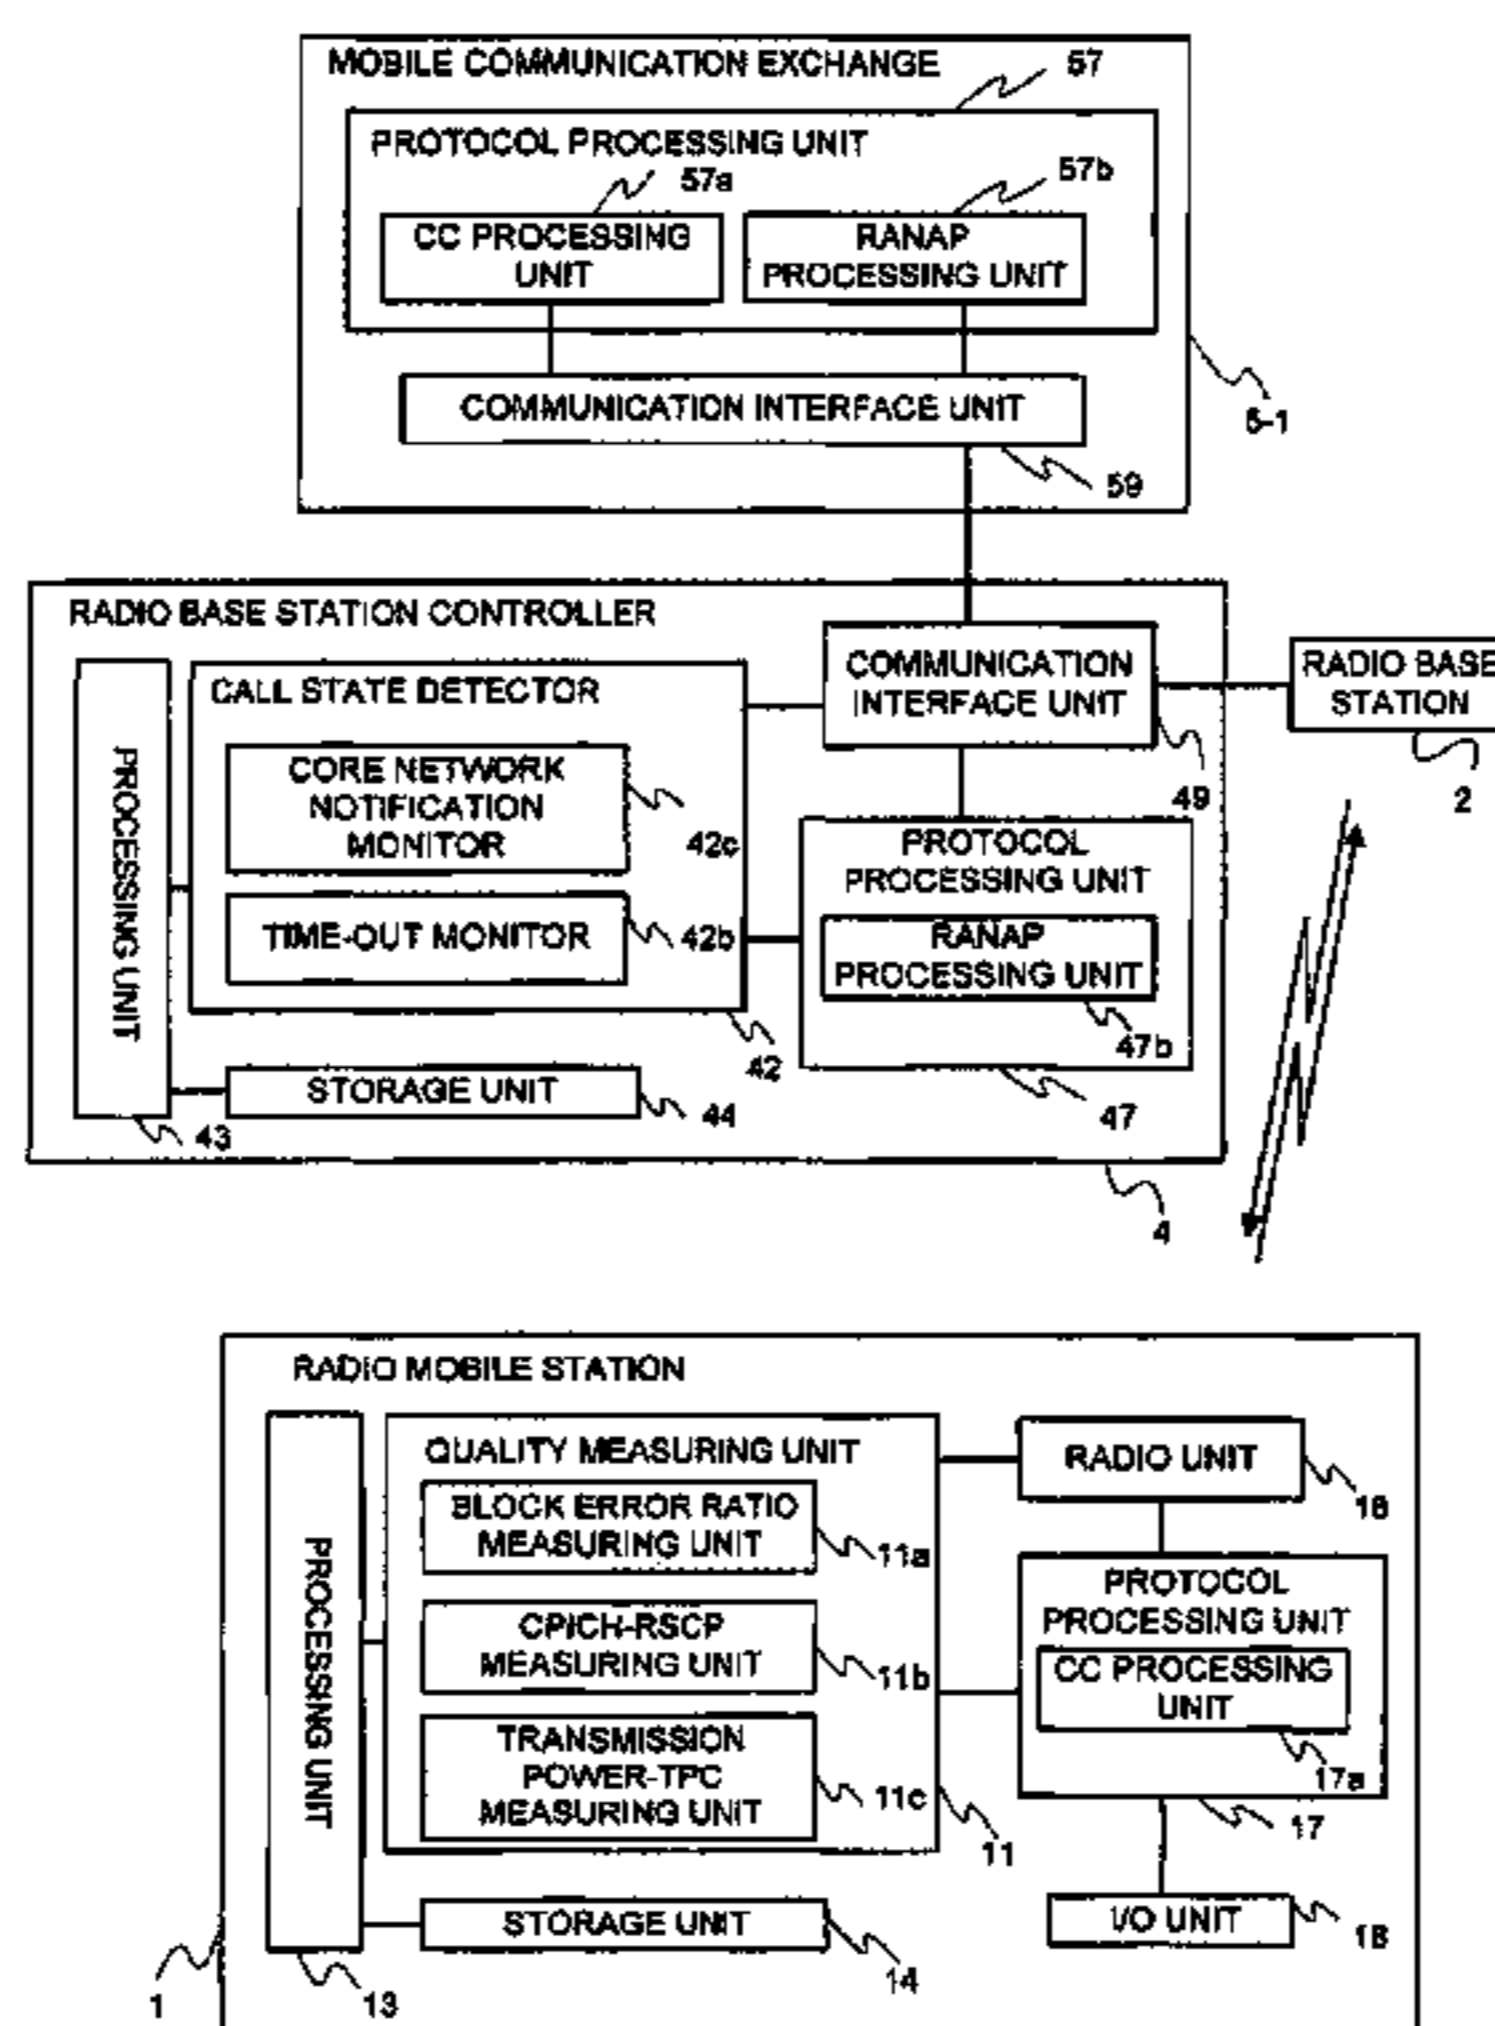 MOBILE COMMUNICATION EXCHANGE
57
PROTOCOL PROCESSING UNIT
57a
57b
CC PROCESSING
UNIT
RANAP
PROCESSING UNIT
COMMUNICATION INTERFACE UNIT
5-1
59
RADIO BASE STATION CONTROLLER
COMMUNICATION
INTERFACE UNIT
RADIO BASE
STATION
CALL STATE DETECTOR
PROCESSING UNIT
CORE NETWORK
NOTIFICATION
MONITOR
42c
49
2
PROTOCOL
PROCESSING UNIT
TIME-OUT MONITOR
42b
RANAP
PROCESSING UNIT
47b
42
STORAGE UNIT
44
47
43
4
RADIO MOBILE STATION
QUALITY MEASURING UNIT
RADIO UNIT
BLOCK ERROR RATIO
MEASURING UNIT
11a
PROCESSING UNIT
PROTOCOL
PROCESSING UNIT
CPICH-RSCP
MEASURING UNIT
11b
CC PROCESSING
UNIT
TRANSMISSION
POWER-TPC
MEASURING UNIT
11c
17a
11
17
STORAGE UNIT
I/O UNIT
14
1
13